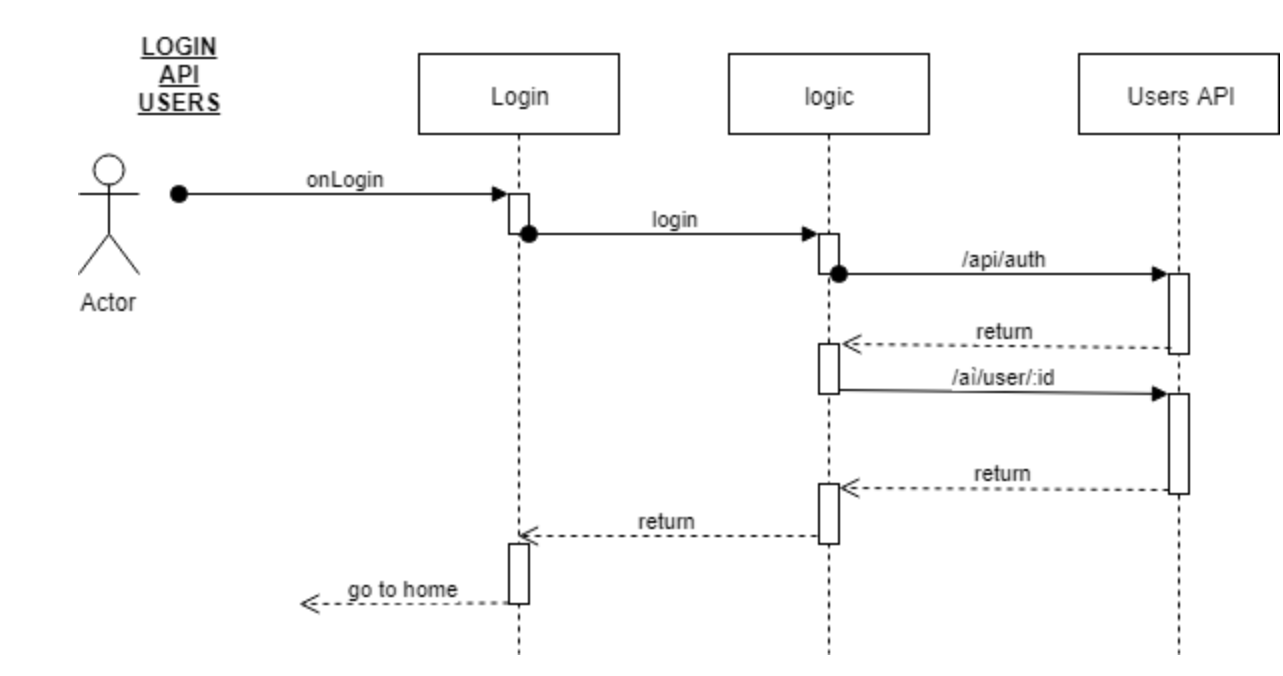 LOGIN
API
USERS
Login
logic
Users API
onLogin
login
/api/auth
Actor
return
/aì/user/:id
return
return
go to home